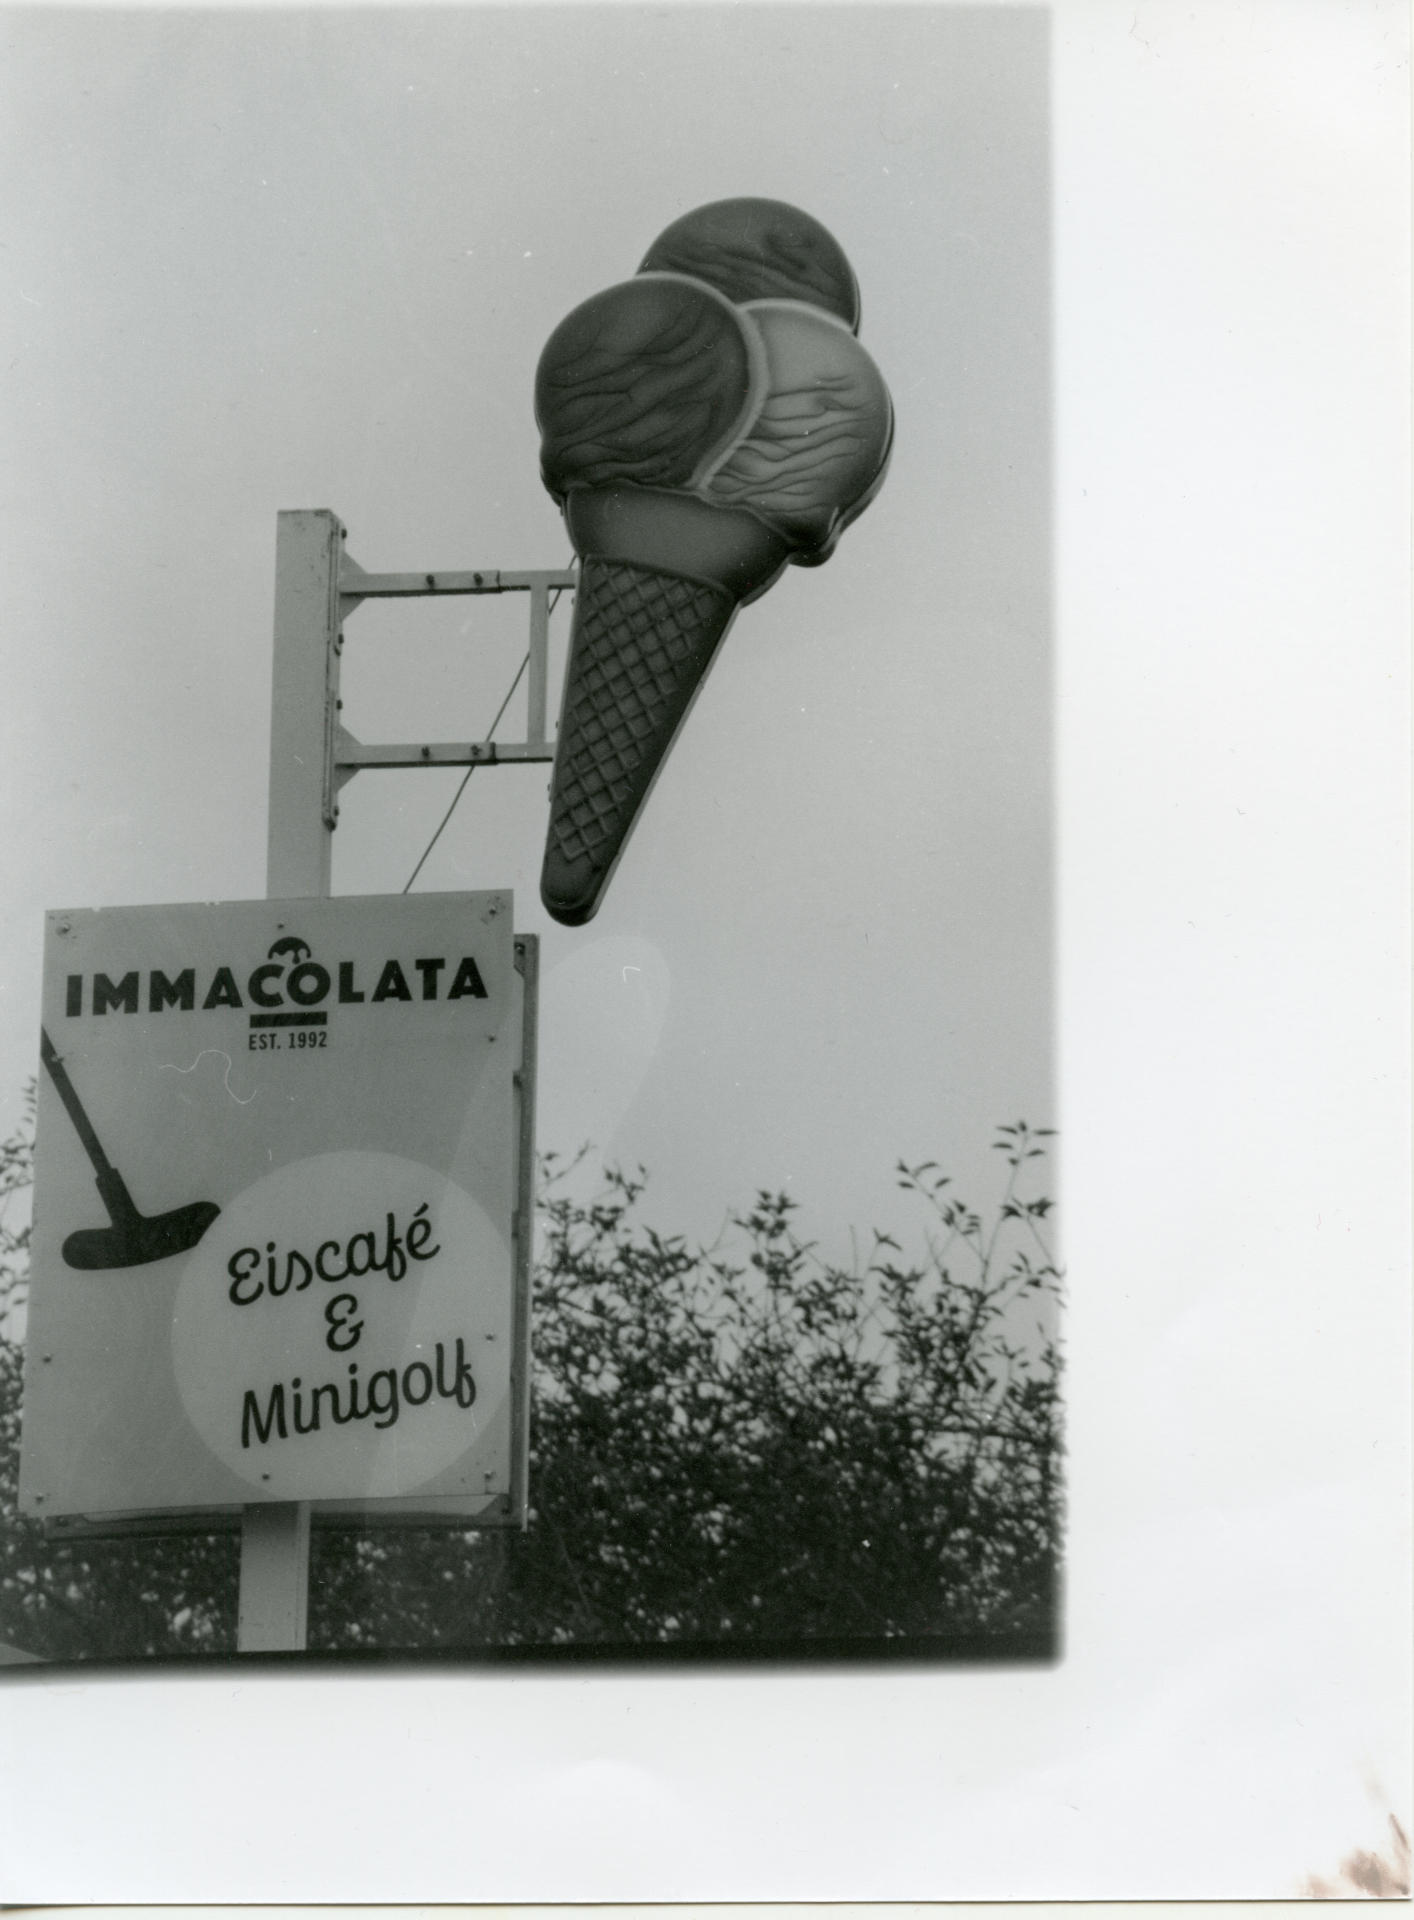 IMMACOLATA
EST. 1992
Eiscafé
&
Minigolf